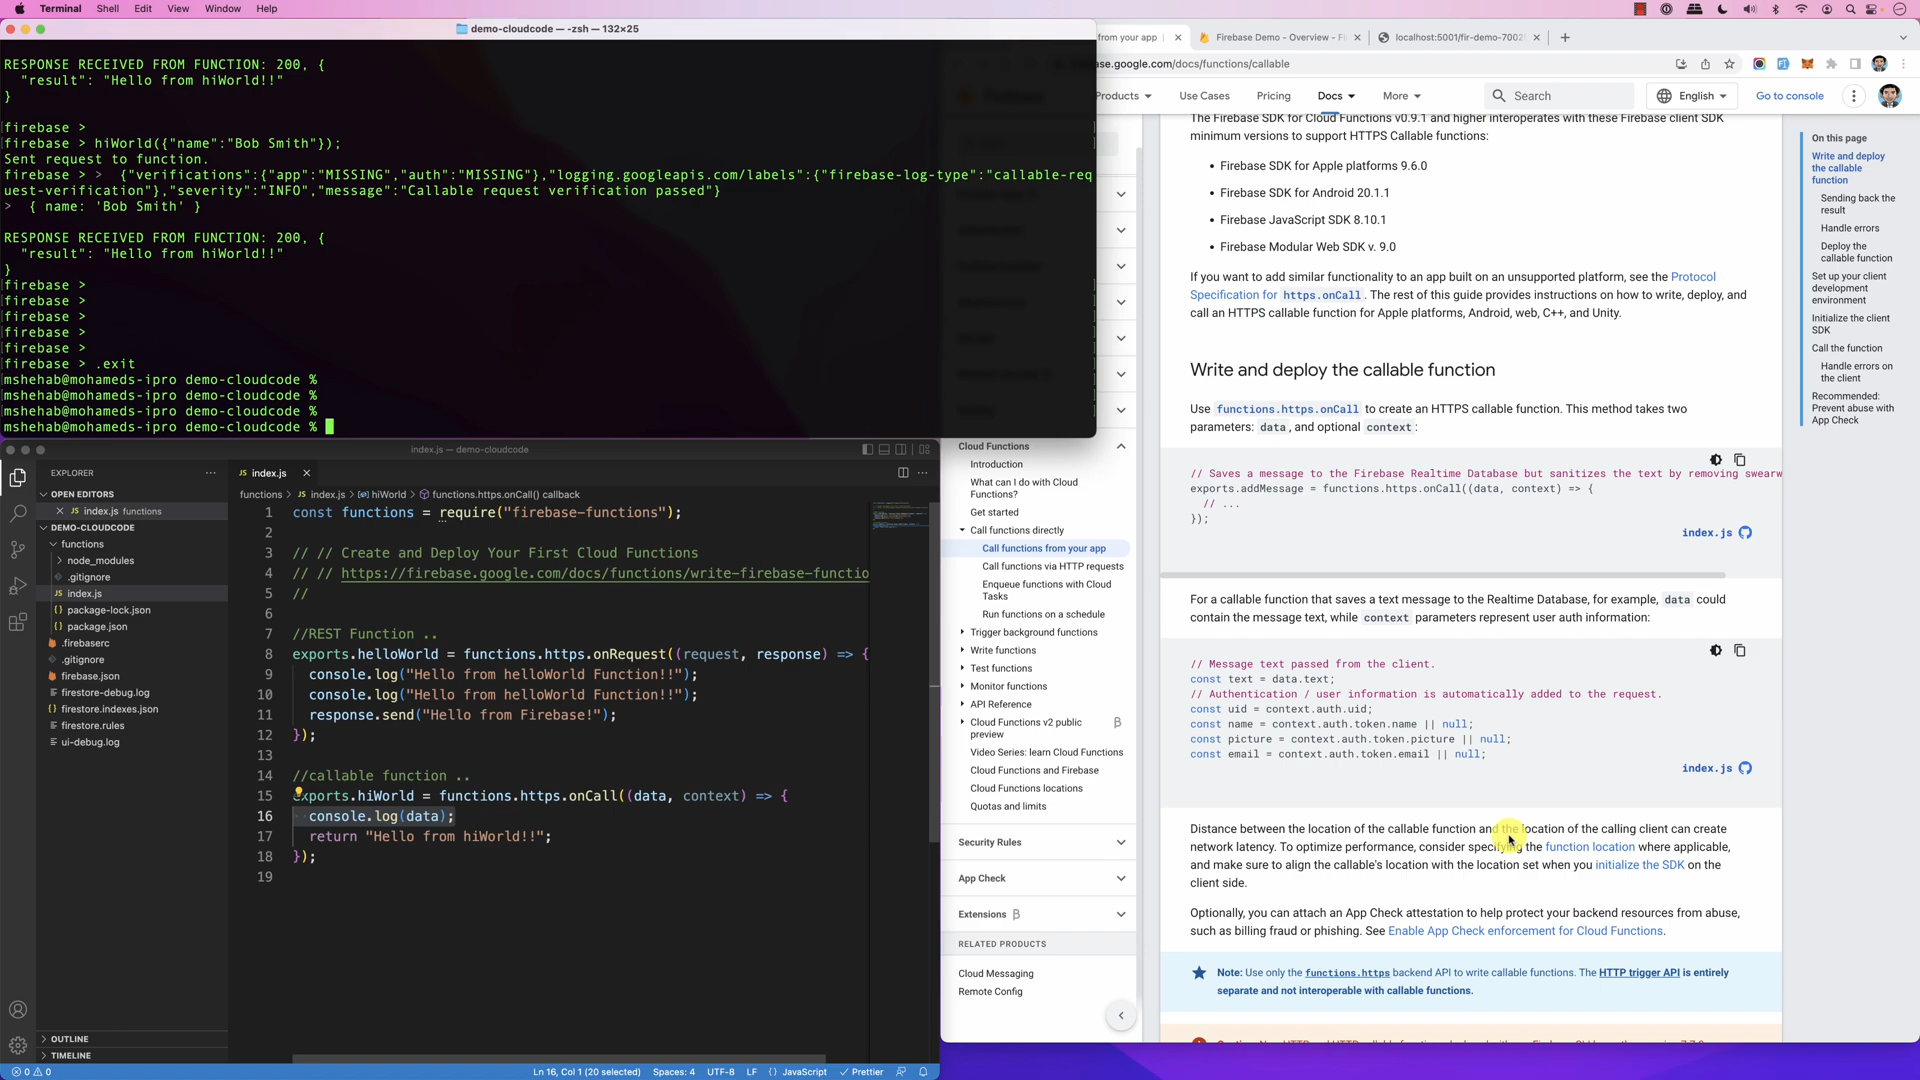 Terminal Shell Edit View Window Help
demo-cloudcode — -zsh — 132×25
RESPONSE RECEIVED FROM FUNCTION: 200, {
"result": "Hello from hiWorld!!"
}
firebase >
firebase > hiWorld({"name":"Bob Smith"});
Sent request to function.
firebase > > {"verifications":{"app":"MISSING","auth":"MISSING"},"logging.googleapis.com/labels":{"firebase-log-type":"callable-req
uest-verification"},"severity":"INFO","message":"Callable request verification passed"}
> { name: 'Bob Smith' }
RESPONSE RECEIVED FROM FUNCTION: 200, {
"result": "Hello from hiWorld!!"
}
firebase >
firebase >
firebase >
firebase >
firebase >
firebase > .exit
mshehab@mohameds-ipro demo-cloudcode %
mshehab@mohameds-ipro demo-cloudcode %
mshehab@mohameds-ipro demo-cloudcode %
mshehab@mohameds-ipro demo-cloudcode %
index.js — demo-cloudcode
EXPLORER
OPEN EDITORS
index.js functions
DEMO-CLOUDCODE
functions
node_modules
.gitignore
index.js
package-lock.json
package.json
.firebaserc
.gitignore
firebase.json
firestore-debug.log
firestore.indexes.json
firestore.rules
ui-debug.log
OUTLINE
TIMELINE
index.js
functions > index.js > hiWorld > functions.https.onCall() callback
1 const functions = require("firebase-functions");
2
3 // // Create and Deploy Your First Cloud Functions
4 // // https://firebase.google.com/docs/functions/write-firebase-functio
5 //
6
7 //REST Function ..
8 exports.helloWorld = functions.https.onRequest((request, response) => {
9 console.log("Hello from helloWorld Function!!");
10 console.log("Hello from helloWorld Function!!");
11 response.send("Hello from Firebase!");
12 });
13
14 //callable function ..
15 exports.hiWorld = functions.https.onCall((data, context) => {
16 console.log(data);
17 return "Hello from hiWorld!!";
18 });
19
0 0 Ln 16, Col 1 (20 selected) Spaces: 4 UTF-8 LF {} JavaScript Prettier
from your app Firebase Demo - Overview - Fi localhost:5001/fir-demo-7002
base.google.com/docs/functions/callable
Products Use Cases Pricing Docs More Search English Go to console
Cloud Functions
Introduction
What can I do with Cloud
Functions?
Get started
Call functions directly
Call functions from your app
Call functions via HTTP requests
Enqueue functions with Cloud
Tasks
Run functions on a schedule
Trigger background functions
Write functions
Test functions
Monitor functions
API Reference
Cloud Functions v2 public
preview
Video Series: learn Cloud Functions
Cloud Functions and Firebase
Cloud Functions locations
Quotas and limits
Security Rules
App Check
Extensions β
RELATED PRODUCTS
Cloud Messaging
Remote Config
The Firebase SDK for Cloud Functions v0.9.1 and higher interoperates with these Firebase client SDK
minimum versions to support HTTPS Callable functions:
• Firebase SDK for Apple platforms 9.6.0
• Firebase SDK for Android 20.1.1
• Firebase JavaScript SDK 8.10.1
• Firebase Modular Web SDK v. 9.0
If you want to add similar functionality to an app built on an unsupported platform, see the Protocol
Specification for https.onCall. The rest of this guide provides instructions on how to write, deploy, and
call an HTTPS callable function for Apple platforms, Android, web, C++, and Unity.
Write and deploy the callable function
Use functions.https.onCall to create an HTTPS callable function. This method takes two
parameters: data, and optional context:
// Saves a message to the Firebase Realtime Database but sanitizes the text by removing swearw
exports.addMessage = functions.https.onCall((data, context) => {
// ...
});
index.js
For a callable function that saves a text message to the Realtime Database, for example, data could
contain the message text, while context parameters represent user auth information:
// Message text passed from the client.
const text = data.text;
// Authentication / user information is automatically added to the request.
const uid = context.auth.uid;
const name = context.auth.token.name || null;
const picture = context.auth.token.picture || null;
const email = context.auth.token.email || null;
index.js
Distance between the location of the callable function and the location of the calling client can create
network latency. To optimize performance, consider specifying the function location where applicable,
and make sure to align the callable's location with the location set when you initialize the SDK on the
client side.
Optionally, you can attach an App Check attestation to help protect your backend resources from abuse,
such as billing fraud or phishing. See Enable App Check enforcement for Cloud Functions.
Note: Use only the functions.https backend API to write callable functions. The HTTP trigger API is entirely
separate and not interoperable with callable functions.
On this page
Write and deploy
the callable
function
Sending back the
result
Handle errors
Deploy the
callable function
Set up your client
development
environment
Initialize the client
SDK
Call the function
Handle errors on
the client
Recommended:
Prevent abuse with
App Check